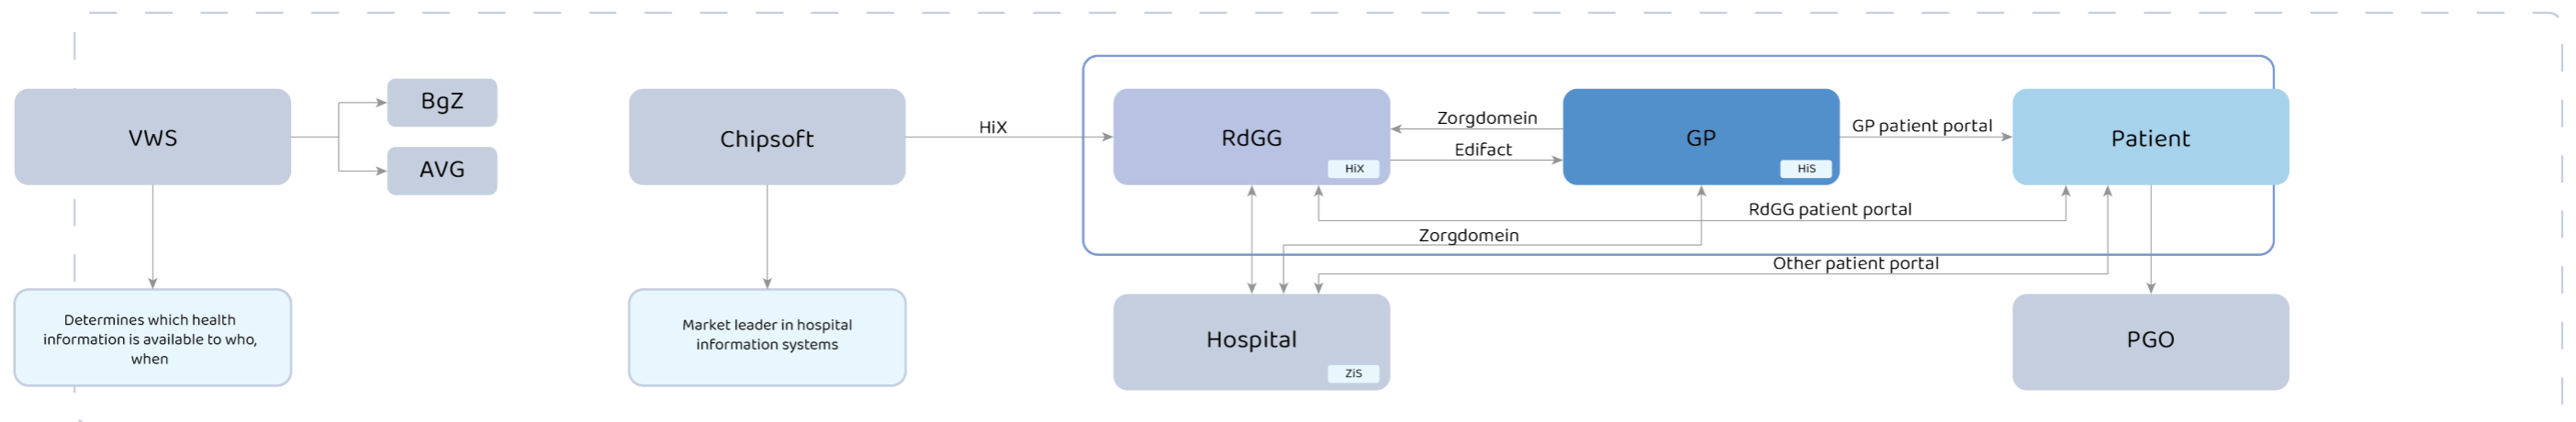 VWS
BgZ
AVG
Determines which health
information is available to who,
when
Chipsoft
Market leader in hospital
information systems
HiX
RdGG
HiX
Zorgdomein
Edifact
GP
HiS
GP patient portal
Patient
RdGG patient portal
Zorgdomein
Other patient portal
Hospital
ZiS
PGO